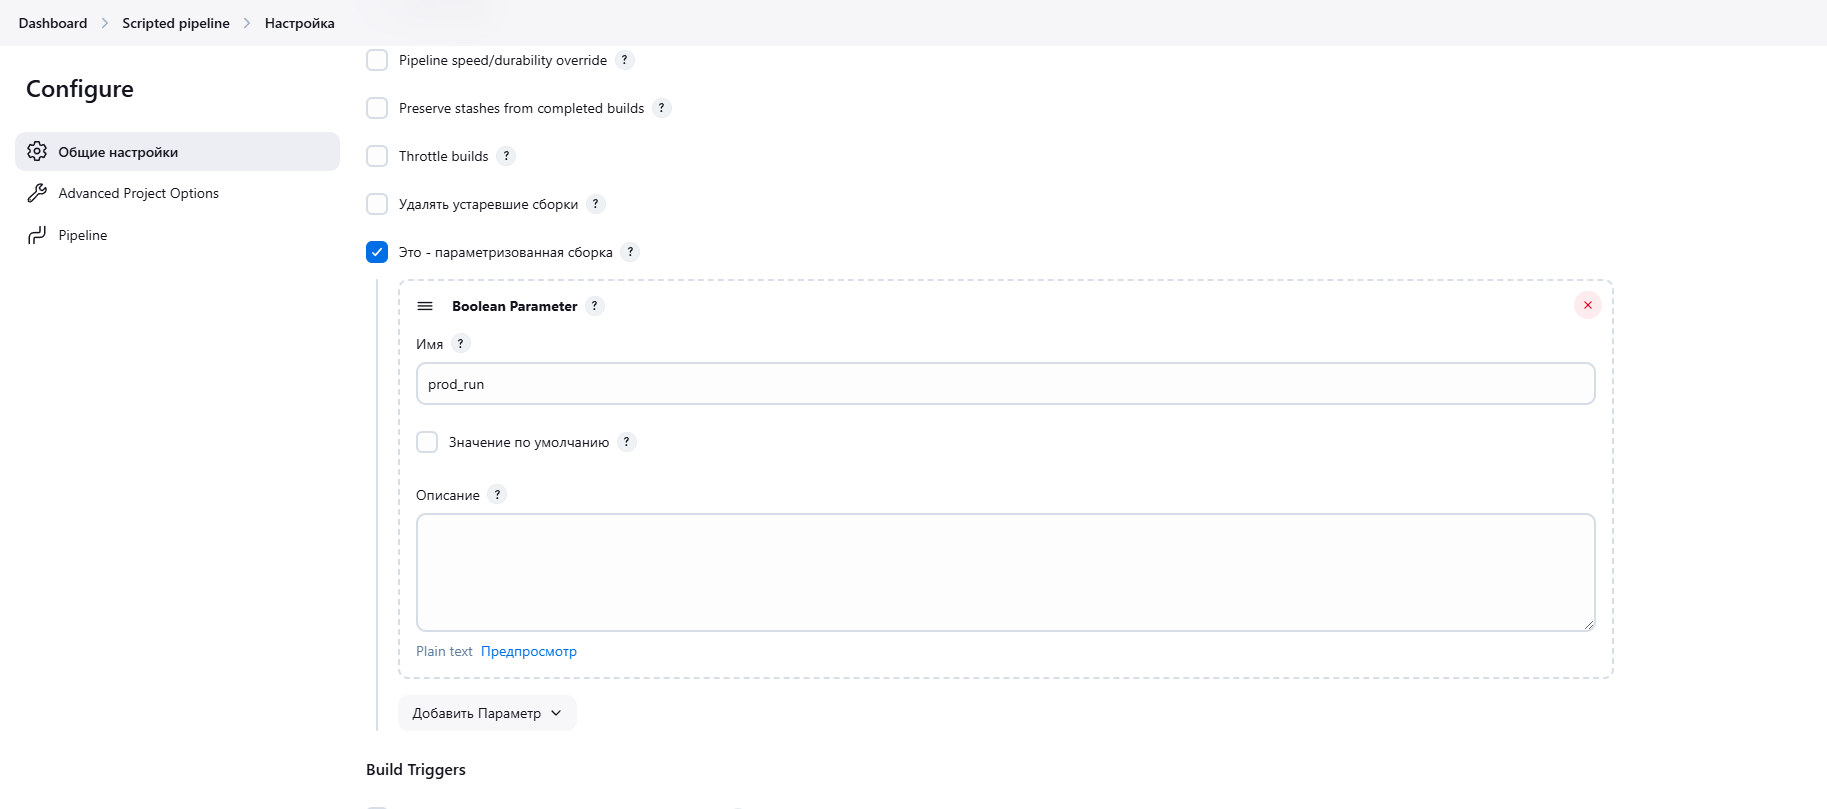 Dashboard > Scripted pipeline > Настройка
Configure
Общие настройки
Advanced Project Options
Pipeline
Pipeline speed/durability override ?
Preserve stashes from completed builds ?
Throttle builds ?
Удалять устаревшие сборки ?
Это - параметризованная сборка ?
Boolean Parameter ?
Имя ?
prod_run
Значение по умолчанию ?
Описание ?
Plain text Предпросмотр
Добавить Параметр
Build Triggers